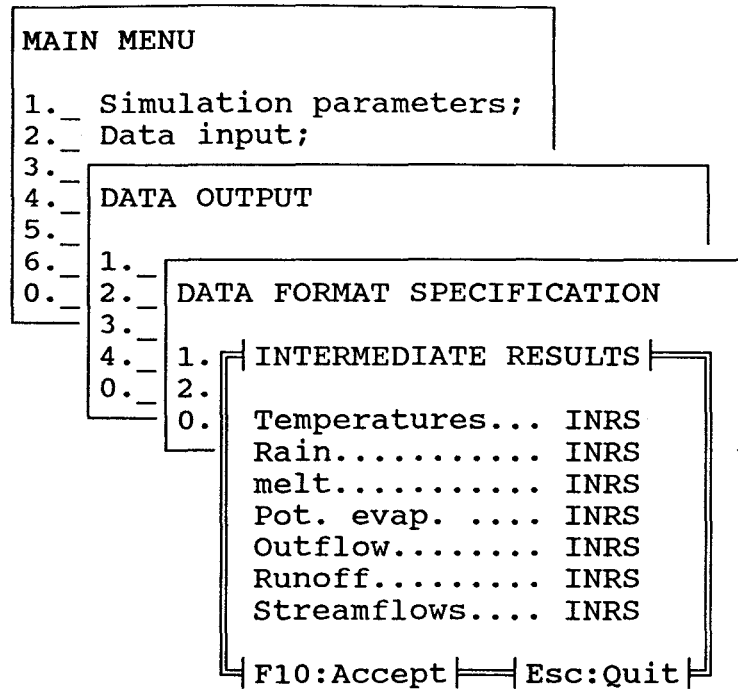 MAIN MENU
1._ Simulation parameters;
2._ Data input;
3._
4._
5._
6._
0._
DATA OUTPUT
1._
2._
3._
4._
0._
DATA FORMAT SPECIFICATION
1.
2.
0.
INTERMEDIATE RESULTS
Temperatures... INRS
Rain........... INRS
melt........... INRS
Pot. evap. .... INRS
Outflow........ INRS
Runoff......... INRS
Streamflows.... INRS
F10:Accept Esc:Quit